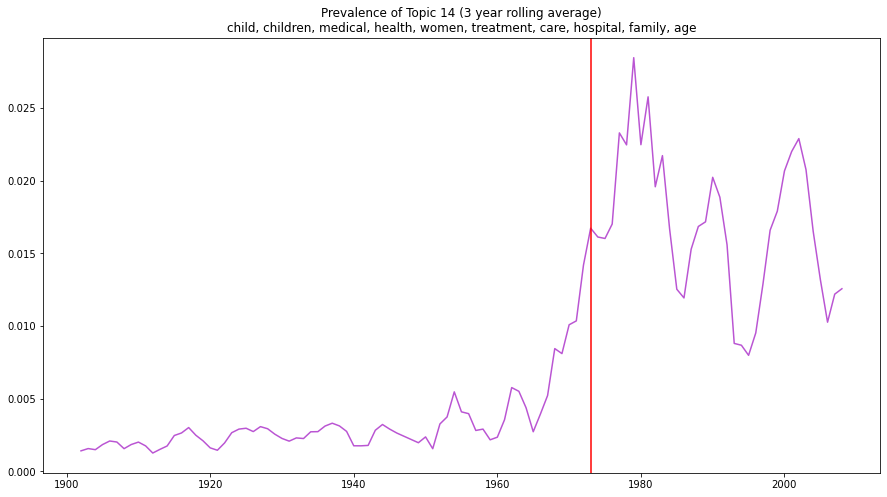 Prevalence of Topic 14 (3 year rolling average)
child, children, medical, health, women, treatment, care, hospital, family, age
0.025
0.020
0.015
0.010
0.005
0.000
1900 1920 1940 1960 1980 2000